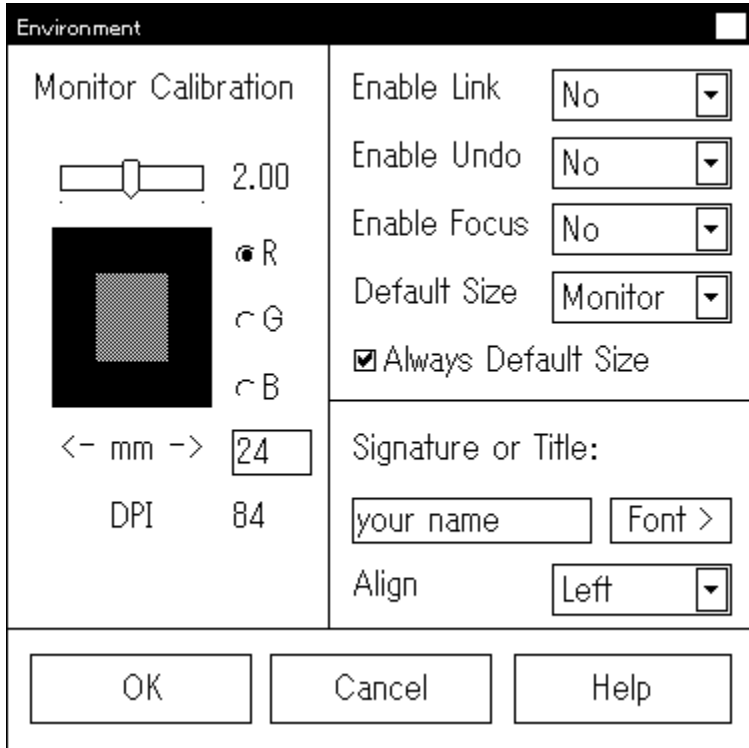 Environment
Monitor Calibration
2.00
R
G
B
<- mm -> 24
DPI 84
Enable Link No
Enable Undo No
Enable Focus No
Default Size Monitor
Always Default Size
Signature or Title:
your name Font >
Align Left
OK Cancel Help